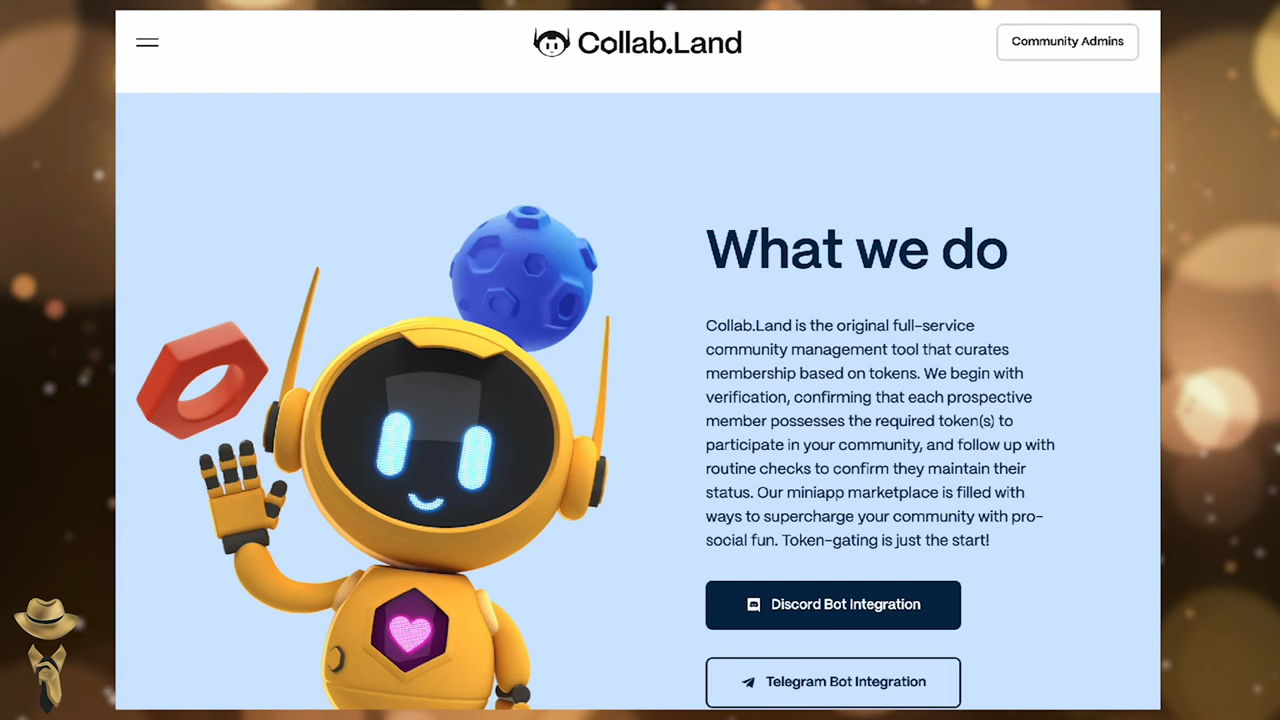 Collab.Land
Community Admins
What we do
Collab.Land is the original full-service
community management tool that curates
membership based on tokens. We begin with
verification, confirming that each prospective
member possesses the required token(s) to
participate in your community, and follow up with
routine checks to confirm they maintain their
status. Our miniapp marketplace is filled with
ways to supercharge your community with pro-
social fun. Token-gating is just the start!
Discord Bot Integration
Telegram Bot Integration